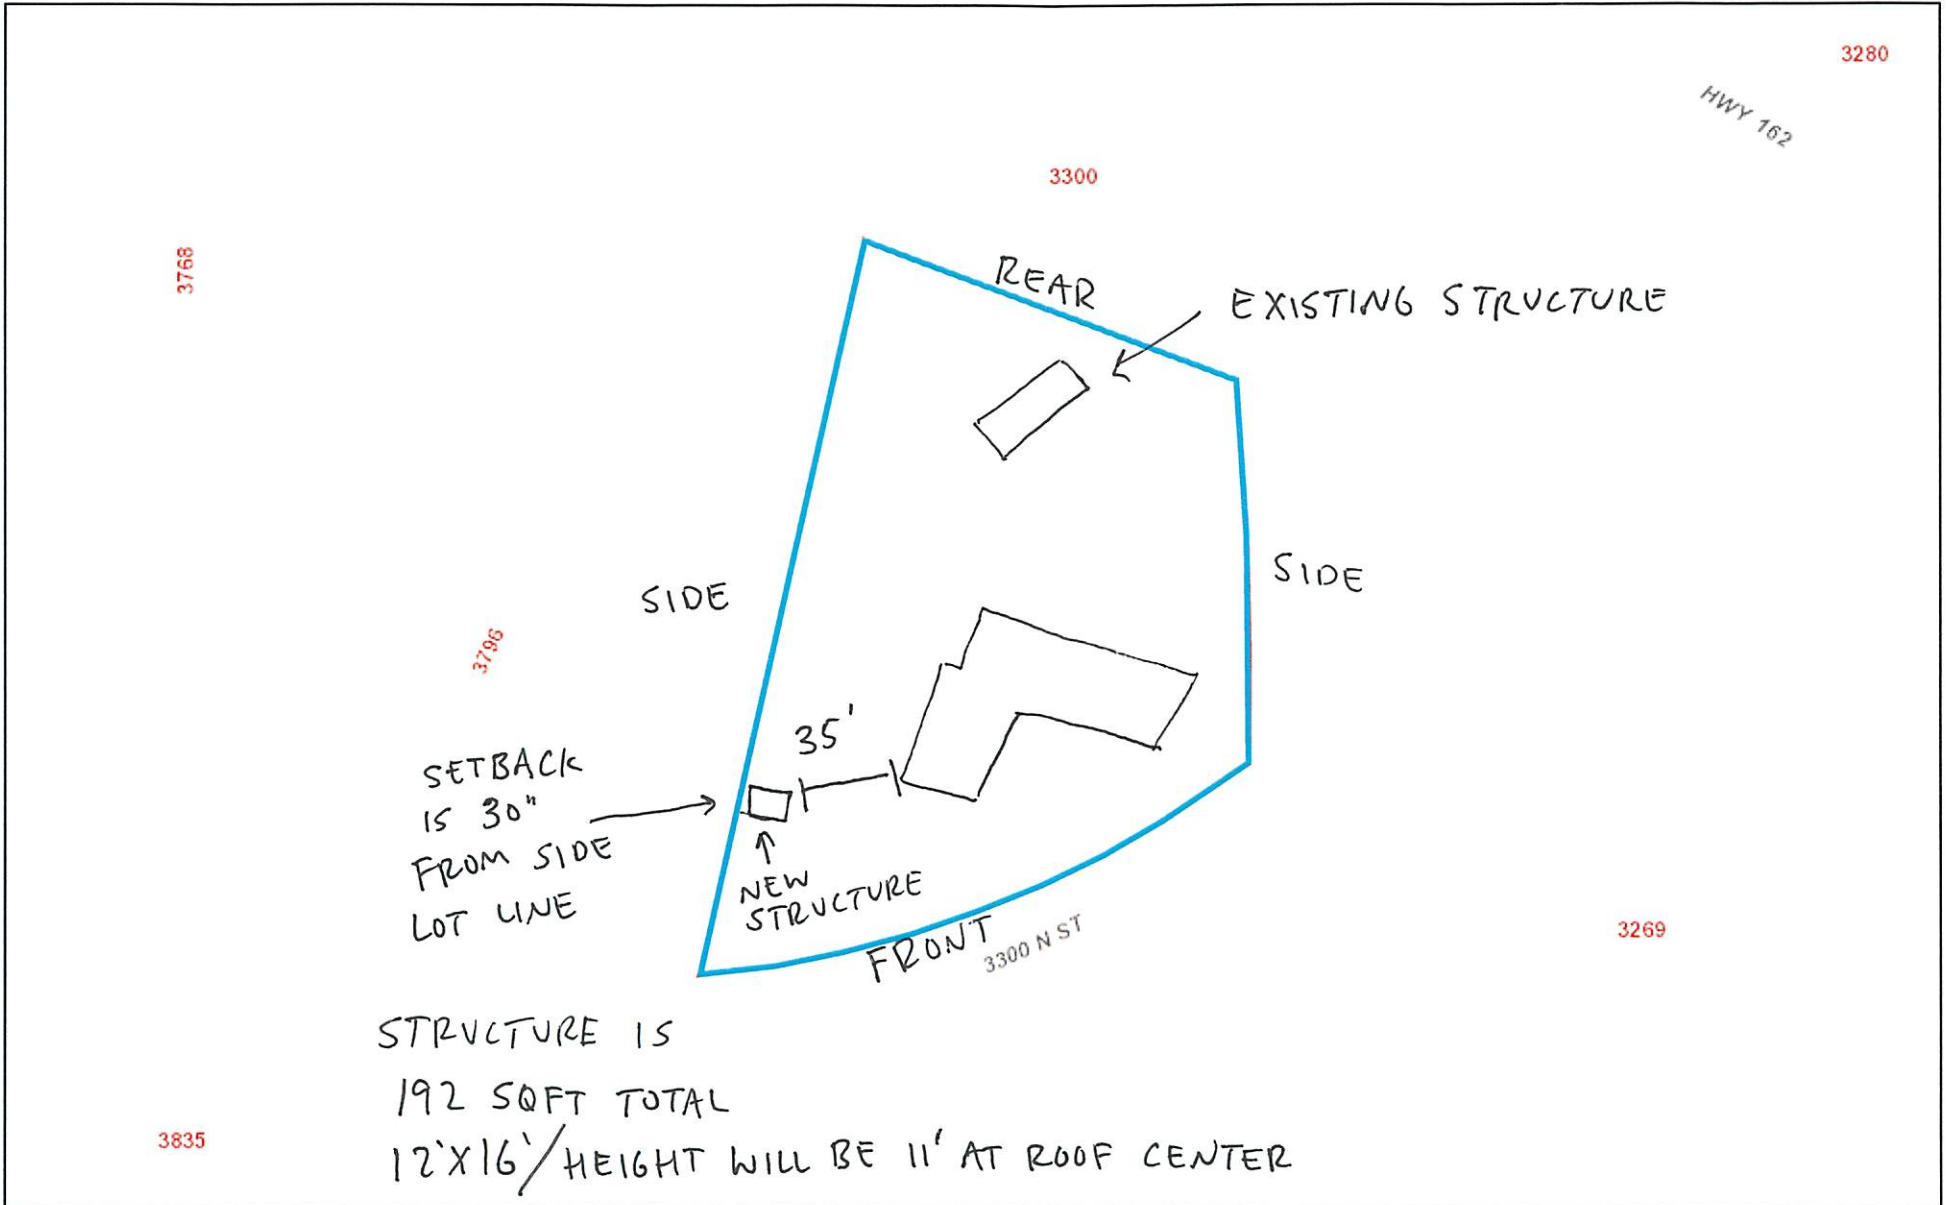 3280
HWY 162
3300
3768
REAR
EXISTING STRUCTURE
SIDE
SIDE
3796
35'
SETBACK
IS 30"
FROM SIDE
LOT LINE
NEW
STRUCTURE
FRONT
3300 N ST
3269
STRUCTURE IS
192 SQFT TOTAL
12'X16'/HEIGHT WILL BE 11' AT ROOF CENTER
3835